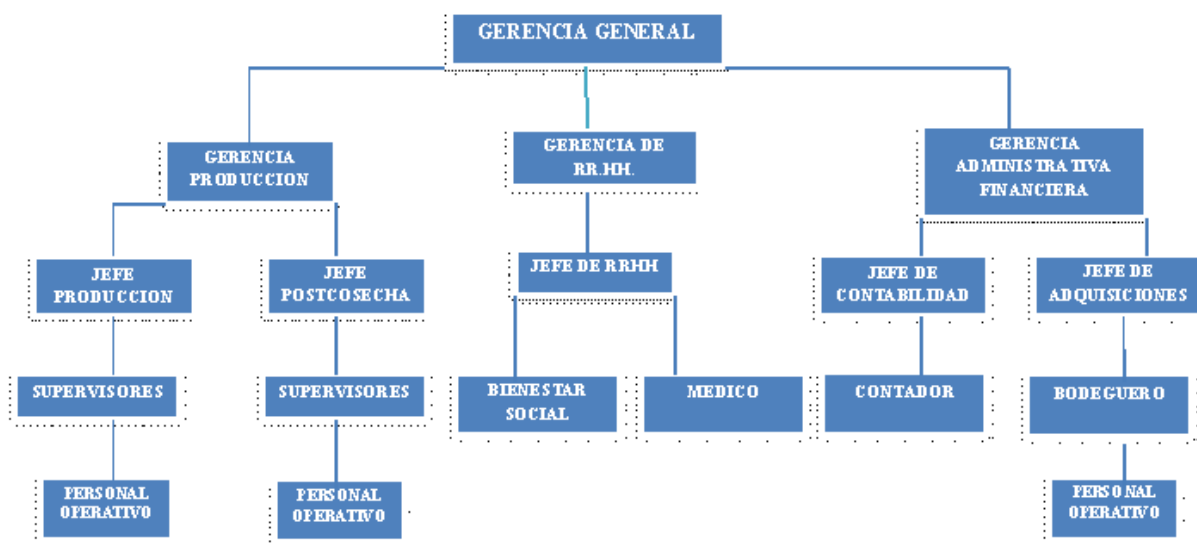 GERENCIA GENERAL
GERENCIA
PRODUCCION
GERENCIA DE
RR.HH.
GERENCIA
ADMINISTRATIVA
FINANCIERA
JEFE
PRODUCCION
JEFE
POSTCOSECHA
JEFE DE RRHH
JEFE DE
CONTABILIDAD
JEFE DE
ADQUISICIONES
SUPERVISORES
SUPERVISORES
BIENESTAR
SOCIAL
MEDICO
CONTADOR
BODEGUERO
PERSONAL
OPERATIVO
PERSONAL
OPERATIVO
PERSONAL
OPERATIVO